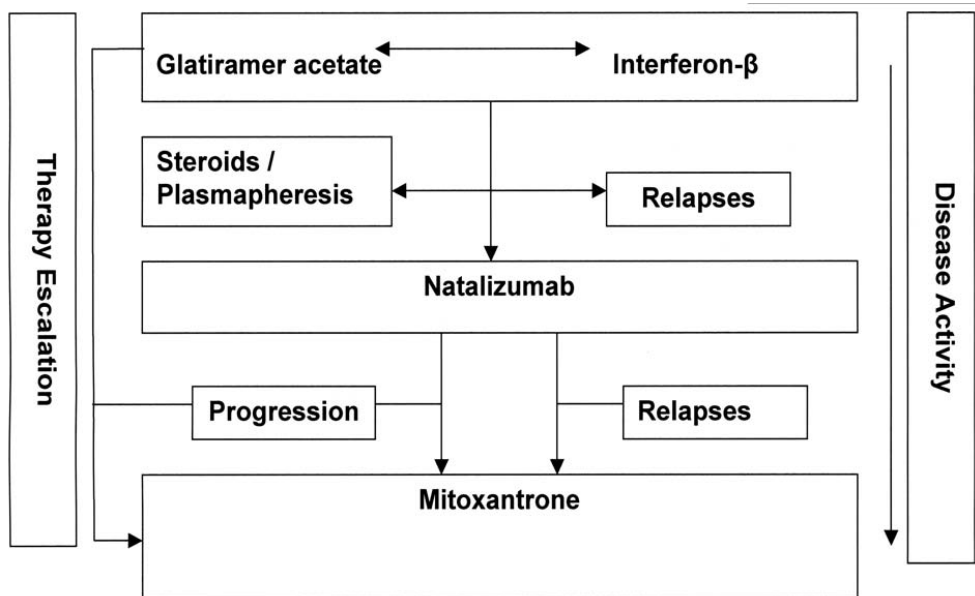 Therapy Escalation
Glatiramer acetate
Interferon-β
Steroids /
Plasmapheresis
Relapses
Natalizumab
Progression
Relapses
Mitoxantrone
Disease Activity